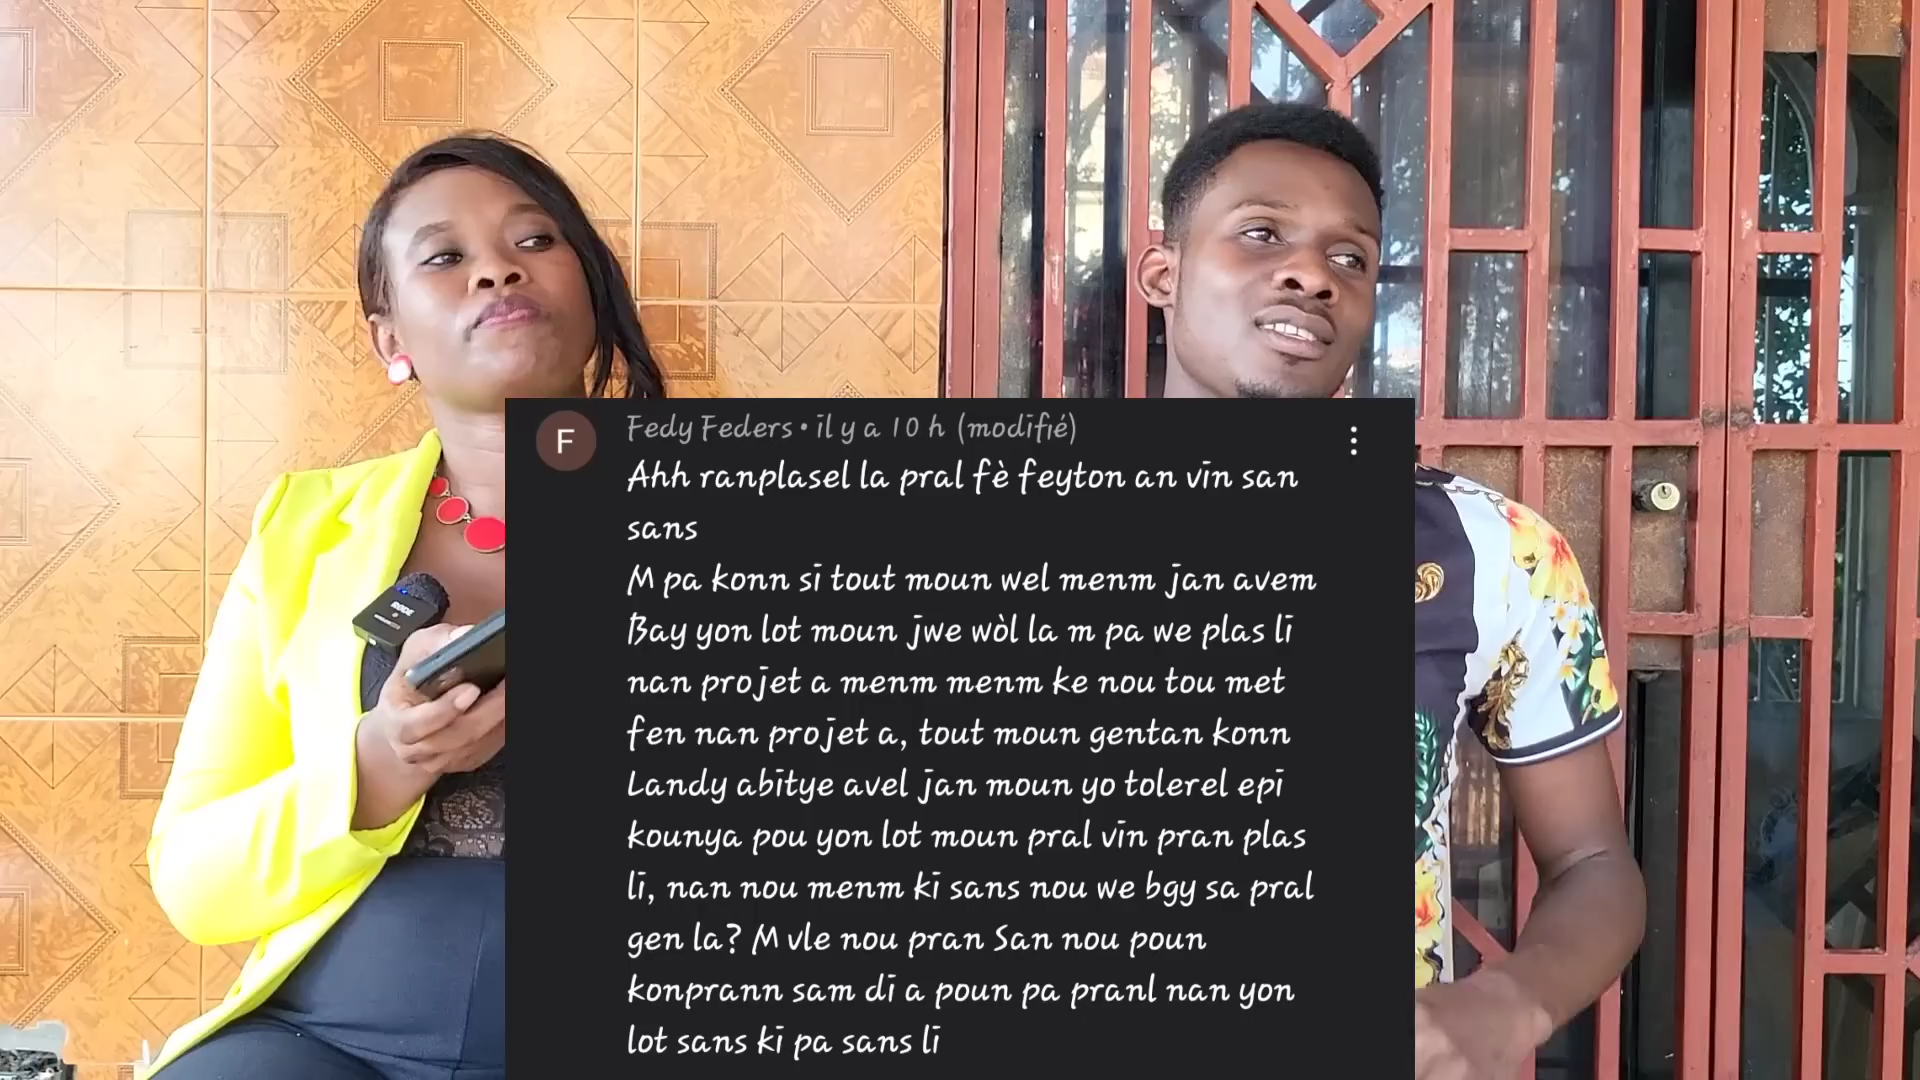 F
Fedy Feders • il y a 10 h (modifié)
Ahh ranplasel la pral fè feyton an vin san
sans
M pa konn si tout moun wel menm jan avem
Bay yon lot moun jwe wòl la m pa we plas li
nan projet a menm menm ke nou tou met
fen nan projet a, tout moun gentan konn
Landy abitye avel jan moun yo tolerel epi
kounya pou yon lot moun pral vin pran plas
li, nan nou menm ki sans nou we bgy sa pral
gen la? M vle nou pran San nou poun
konprann sam di a poun pa pranl nan yon
lot sans ki pa sans li
RODE